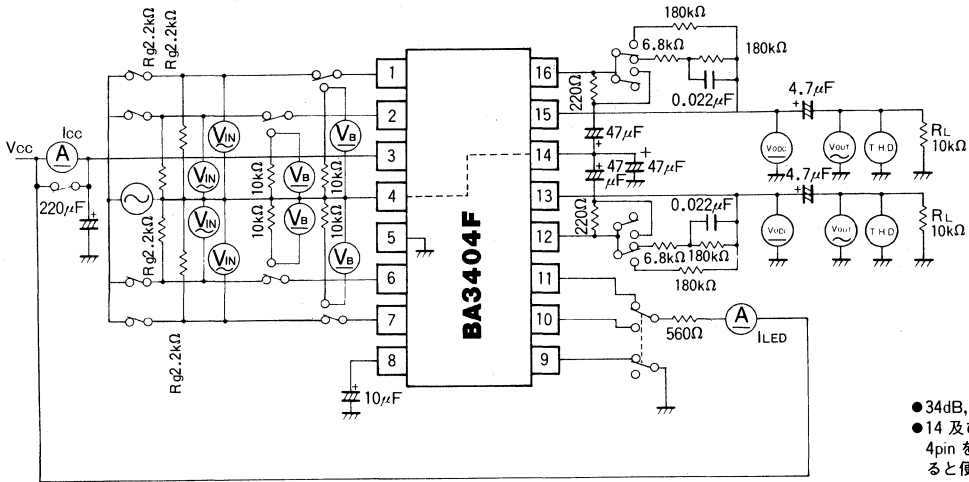 Rg2.2kΩ
Rg2.2kΩ
180kΩ
6.8kΩ
180kΩ
220Ω
0.022μF
4.7μF
+
1
16
2
15
VIN
VB
47μF
+
VODC
VOUT
T.H.D
RL
10kΩ
VCC
A
ICC
3
14
+
47
μF
47μF
4.7μF
+
220μF
+
10kΩ
VB
10kΩ
4
13
VIN
10kΩ
VB
10kΩ
BA3404F
220Ω
0.022μF
VODC
VOUT
T.H.D
RL
10kΩ
Rg2.2kΩ
5
12
6.8kΩ
180kΩ
VIN
VB
6
11
180kΩ
Rg2.2kΩ
7
10
560Ω
A
ILED
8
9
+
10μF
●34dB,
●14 及び
4pin を
ると便